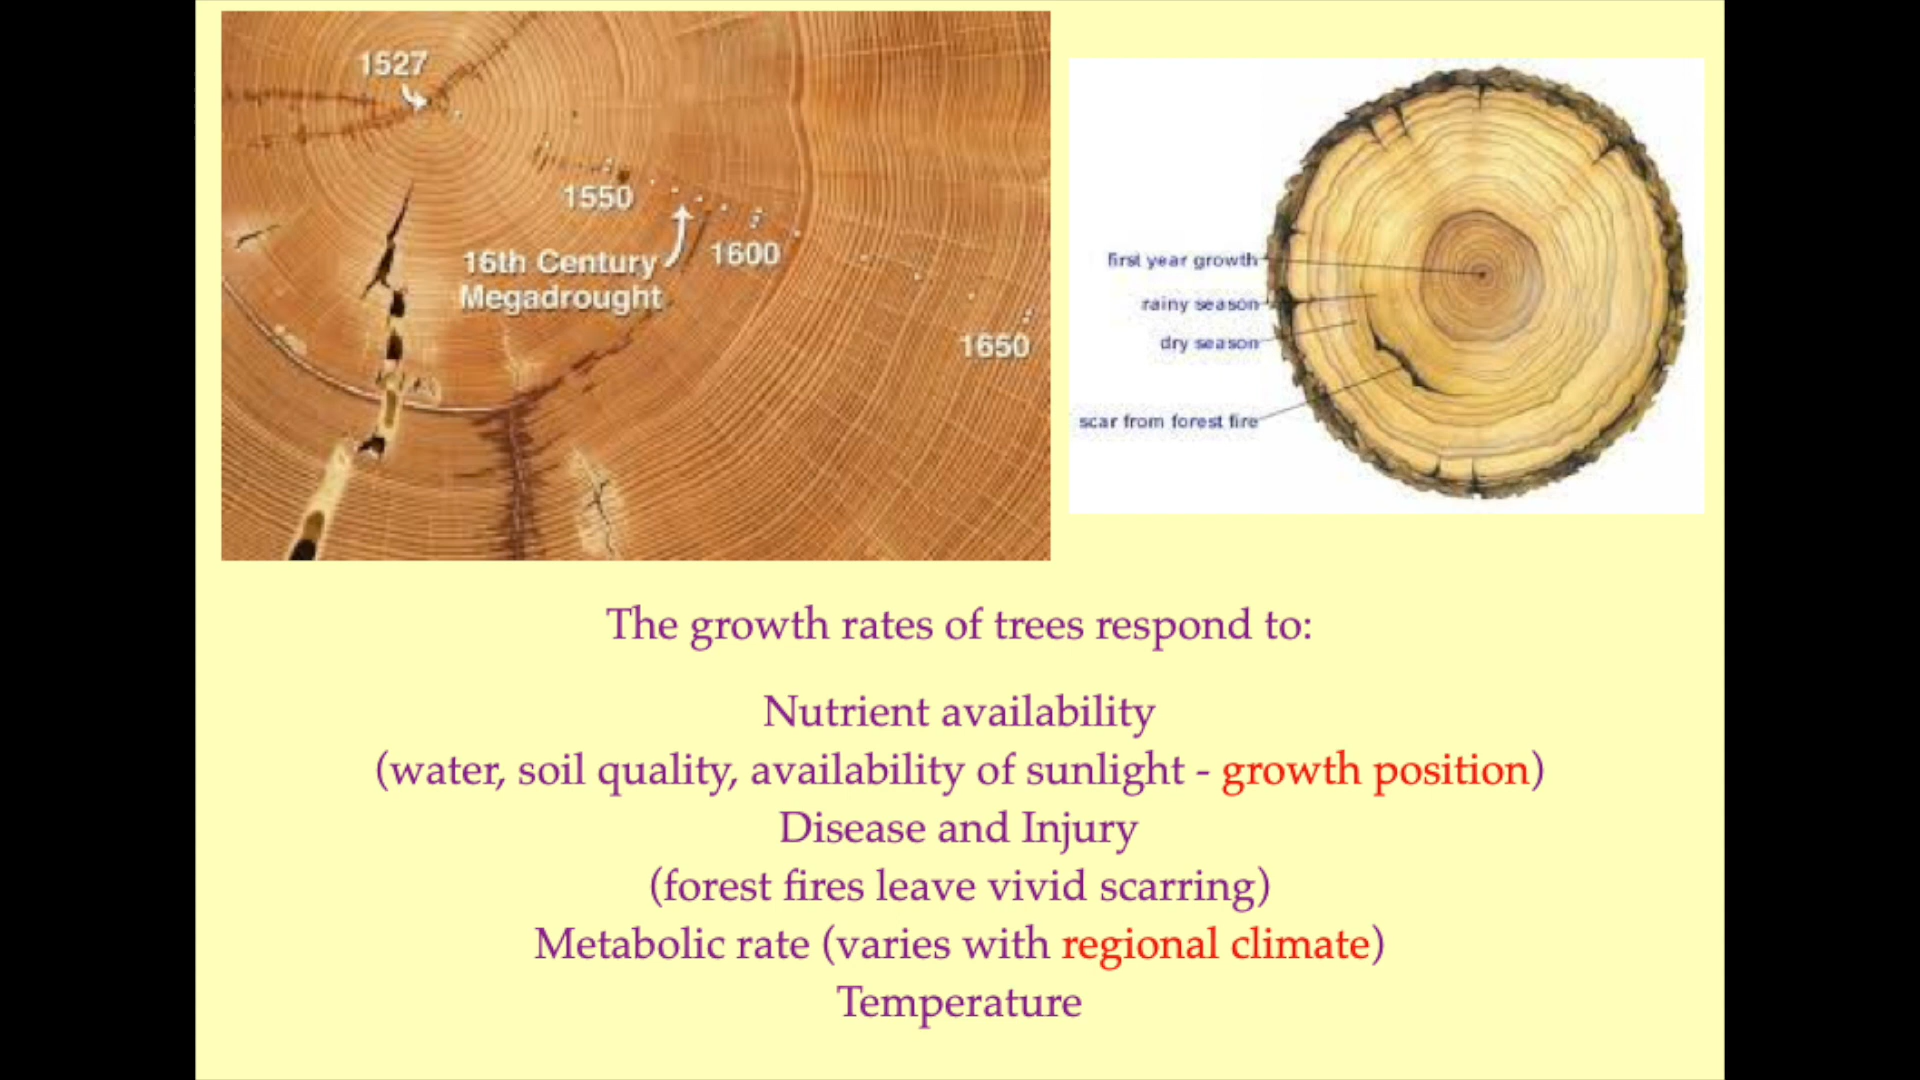 1527
1550
16th Century
Megadrought
1600
1650
first year growth
rainy season
dry season
scar from forest fire
The growth rates of trees respond to:
Nutrient availability
(water, soil quality, availability of sunlight - growth position)
Disease and Injury
(forest fires leave vivid scarring)
Metabolic rate (varies with regional climate)
Temperature